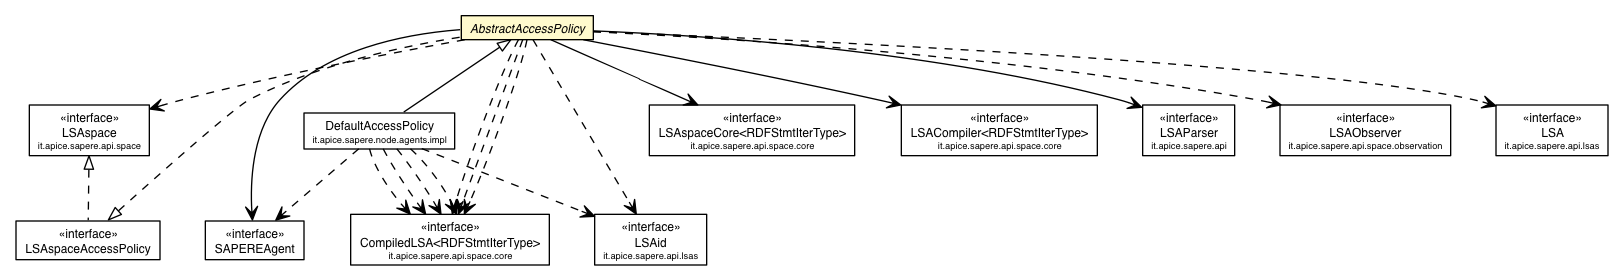 AbstractAccessPolicy
«interface»
LSAspace
it.apice.sapere.api.space
DefaultAccessPolicy
it.apice.sapere.node.agents.impl
«interface»
LSAspaceCore<RDFStmtIterType>
it.apice.sapere.api.space.core
«interface»
LSACompiler<RDFStmtIterType>
it.apice.sapere.api.space.core
«interface»
LSAParser
it.apice.sapere.api
«interface»
LSAObserver
it.apice.sapere.api.space.observation
«interface»
LSA
it.apice.sapere.api.lsas
«interface»
LSAspaceAccessPolicy
«interface»
SAPEREAgent
«interface»
CompiledLSA<RDFStmtIterType>
it.apice.sapere.api.space.core
«interface»
LSAid
it.apice.sapere.api.lsas